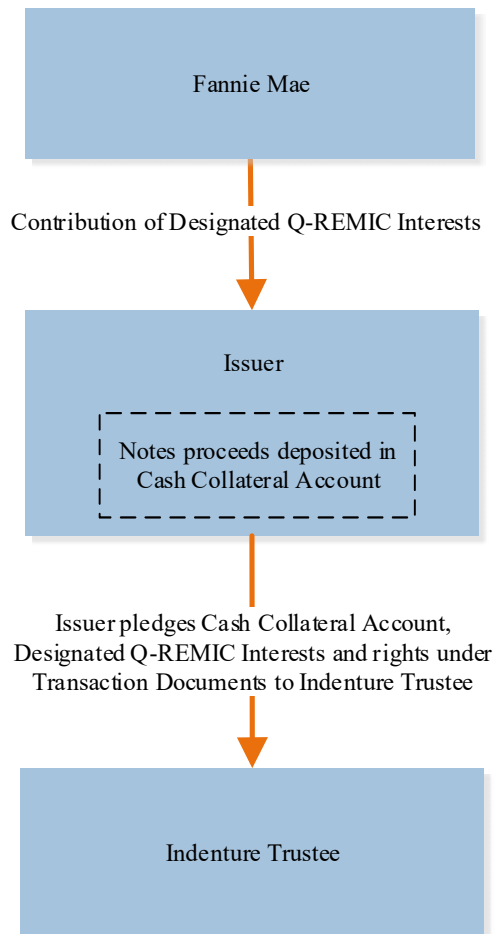 Fannie Mae
Contribution of Designated Q-REMIC Interests
Issuer
Notes proceeds deposited in
Cash Collateral Account
Issuer pledges Cash Collateral Account,
Designated Q-REMIC Interests and rights under
Transaction Documents to Indenture Trustee
Indenture Trustee